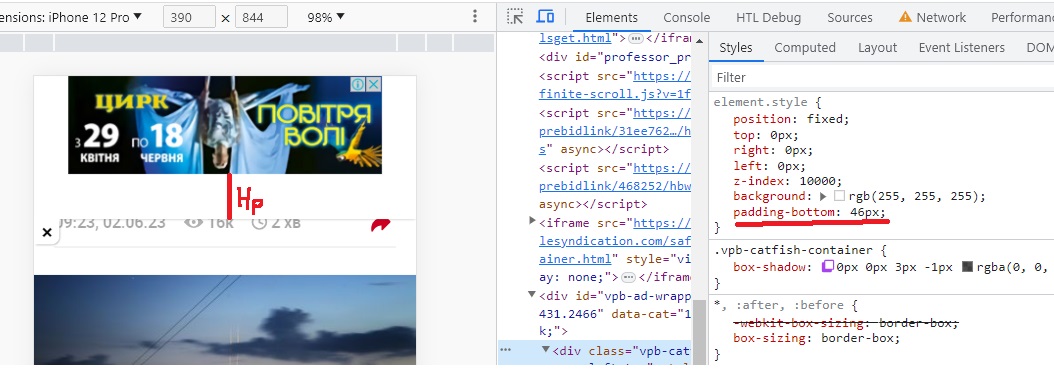 ensions: iPhone 12 Pro ▼ 390 × 844 98% ▼
Elements Console HTML Debug Sources Network Performanc
Styles Computed Layout Event Listeners DOM
Filter
ЦИРК
З 29 КВІТНЯ ПО 18 ЧЕРВНЯ
ПОВІТРЯ
ВОЛІ
Hp
09:23, 02.06.23 16k 2 хв
×
lsget.html"> ⋯ </ifram
<div id="professor_pr
<script src="https://
finite-scroll.js?v=1f
<script src="https://
prebidlink/31ee762…/h
s" async></script>
<script src="https://
prebidlink/468252/hbw
async></script>
<iframe src="https://
lesyndication.com/saf
ainer.html" style="vi
ay: none;"> ⋯ </ifram
<div id="vpb-ad-wrapp
431.2466" data-cat="1
k;">
<div class="vpb-cat
element.style {
position: fixed;
top: 0px;
right: 0px;
left: 0px;
z-index: 10000;
background: rgb(255, 255, 255);
padding-bottom: 46px;
}
.vpb-catfish-container {
box-shadow: 0px 0px 3px -1px rgba(0, 0,
}
*, :after, :before {
-webkit-box-sizing: border-box;
box-sizing: border-box;
}